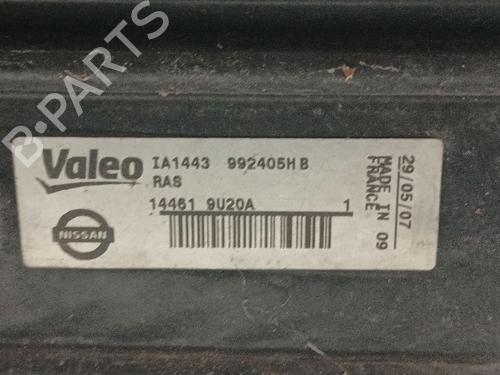 B-PARTS
Valeo IA1443 992405H B
RAS
14461 9U20A 1
NISSAN
29/05/07
MADE IN 09
FRANCE